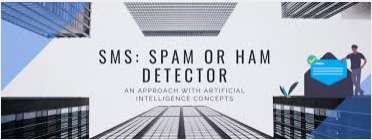 SMS: SPAM OR HAM
DETECTOR
AN APPROACH WITH ARTIFICIAL
INTELLIGENCE CONCEPTS